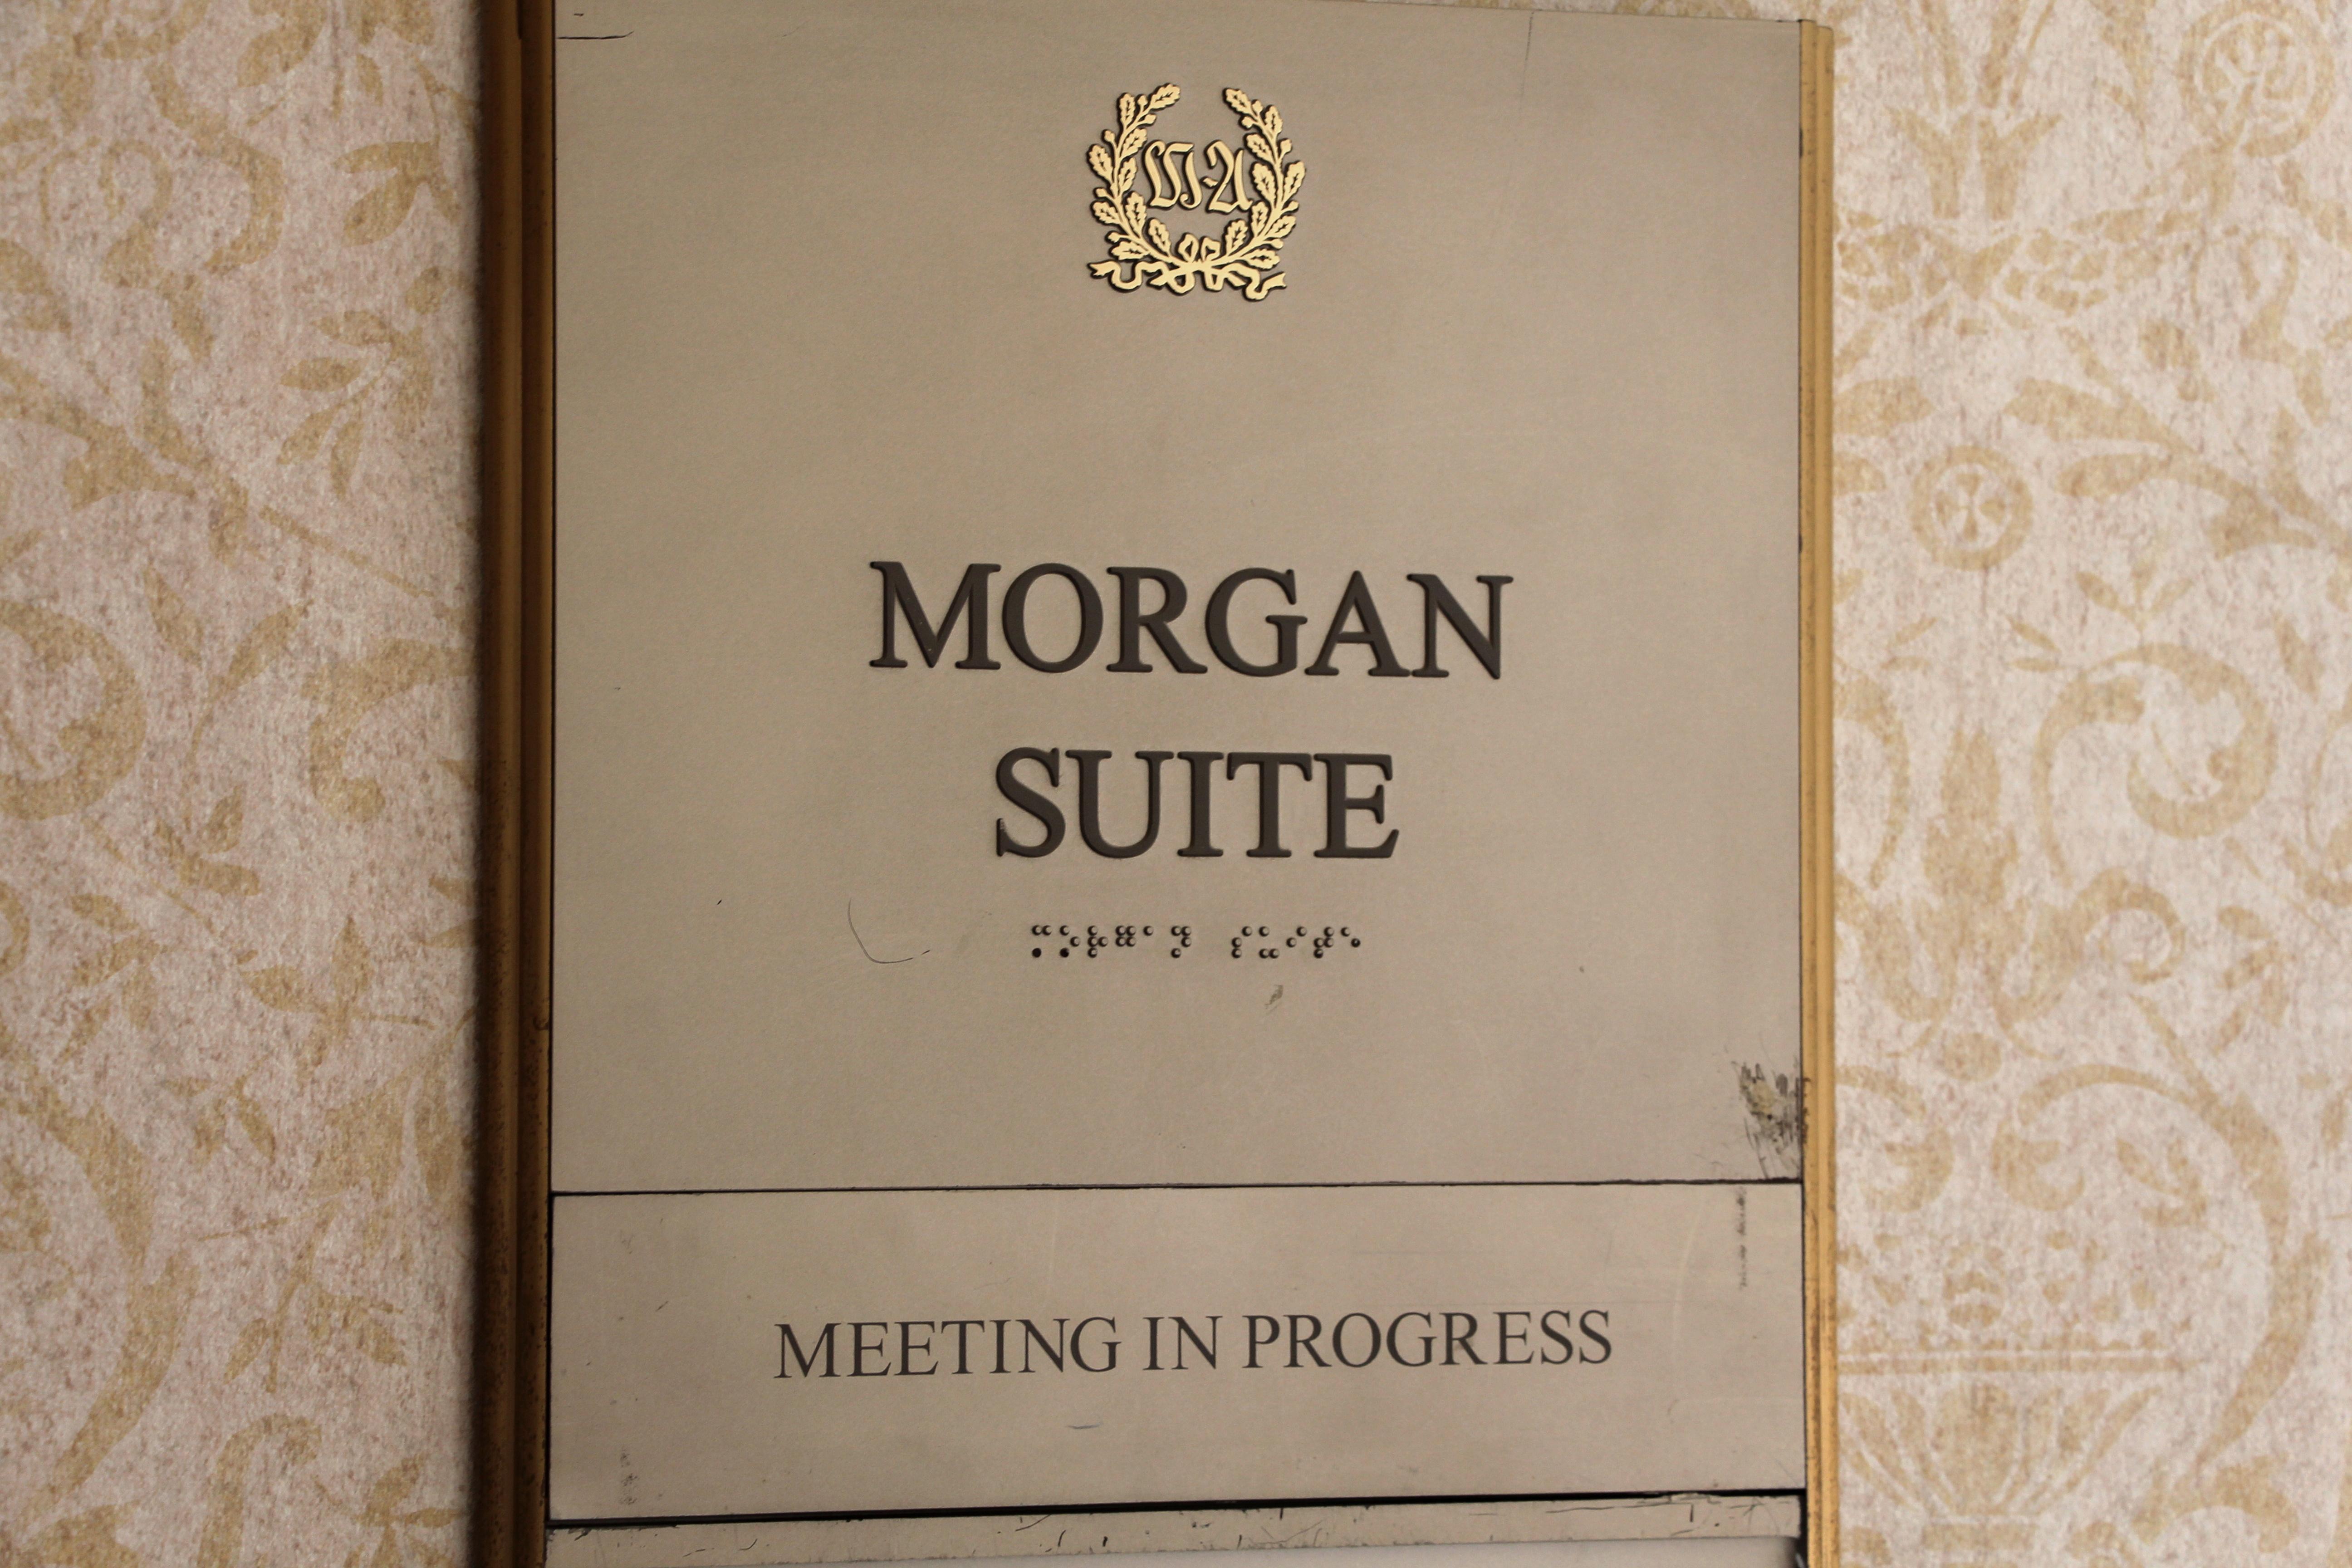 W-A
MORGAN
SUITE
⠍⠕⠗⠛⠁⠝ ⠎⠥⠊⠞⠑
MEETING IN PROGRESS